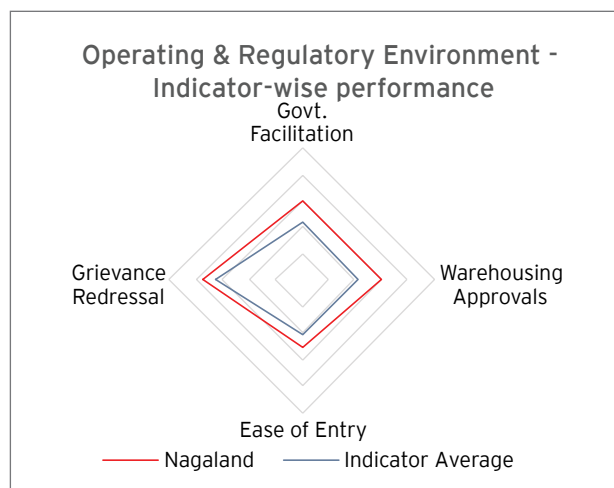 Operating & Regulatory Environment -
Indicator-wise performance
Govt.
Facilitation
Grievance
Redressal
Warehousing
Approvals
Ease of Entry
Nagaland
Indicator Average